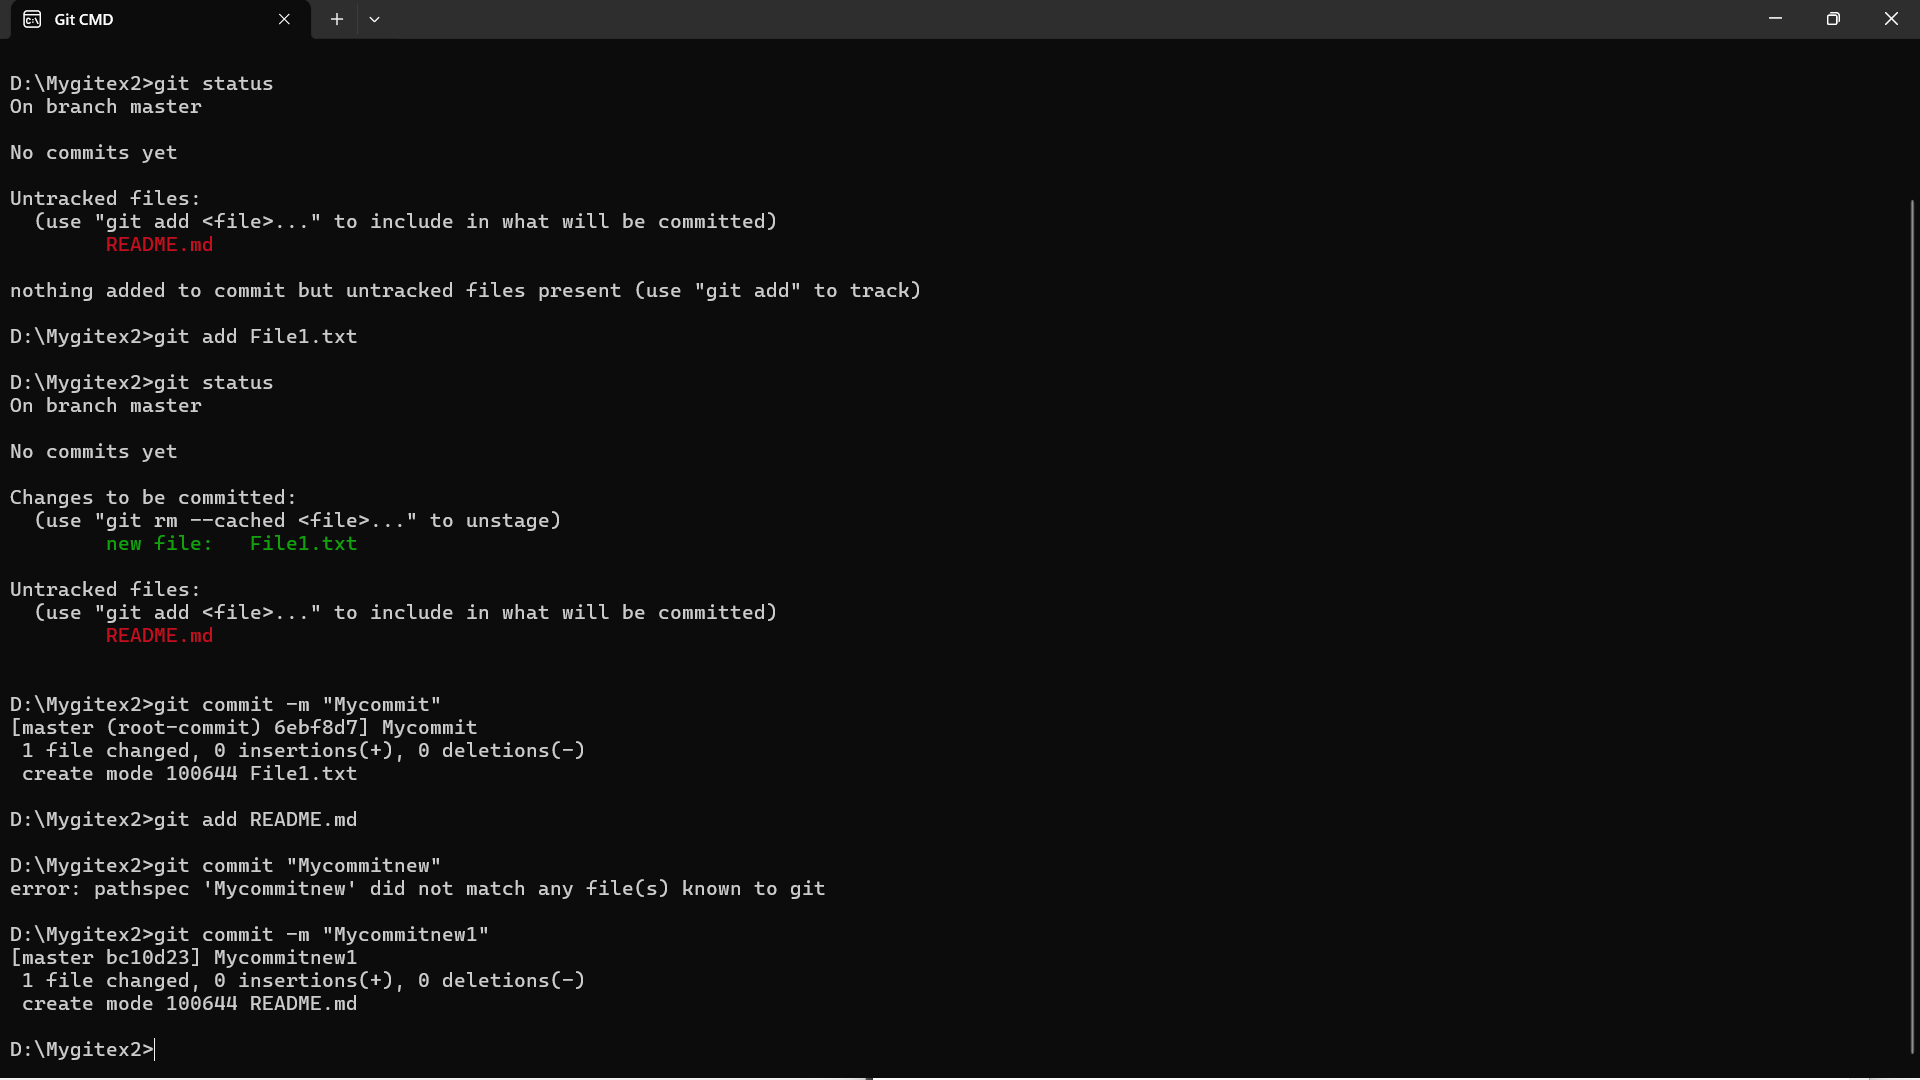 Git CMD
D:\Mygitex2>git status
On branch master
No commits yet
Untracked files:
  (use "git add <file>..." to include in what will be committed)
        README.md
nothing added to commit but untracked files present (use "git add" to track)
D:\Mygitex2>git add File1.txt
D:\Mygitex2>git status
On branch master
No commits yet
Changes to be committed:
  (use "git rm --cached <file>..." to unstage)
        new file:   File1.txt
Untracked files:
  (use "git add <file>..." to include in what will be committed)
        README.md
D:\Mygitex2>git commit -m "Mycommit"
[master (root-commit) 6ebf8d7] Mycommit
 1 file changed, 0 insertions(+), 0 deletions(-)
 create mode 100644 File1.txt
D:\Mygitex2>git add README.md
D:\Mygitex2>git commit "Mycommitnew"
error: pathspec 'Mycommitnew' did not match any file(s) known to git
D:\Mygitex2>git commit -m "Mycommitnew1"
[master bc10d23] Mycommitnew1
 1 file changed, 0 insertions(+), 0 deletions(-)
 create mode 100644 README.md
D:\Mygitex2>